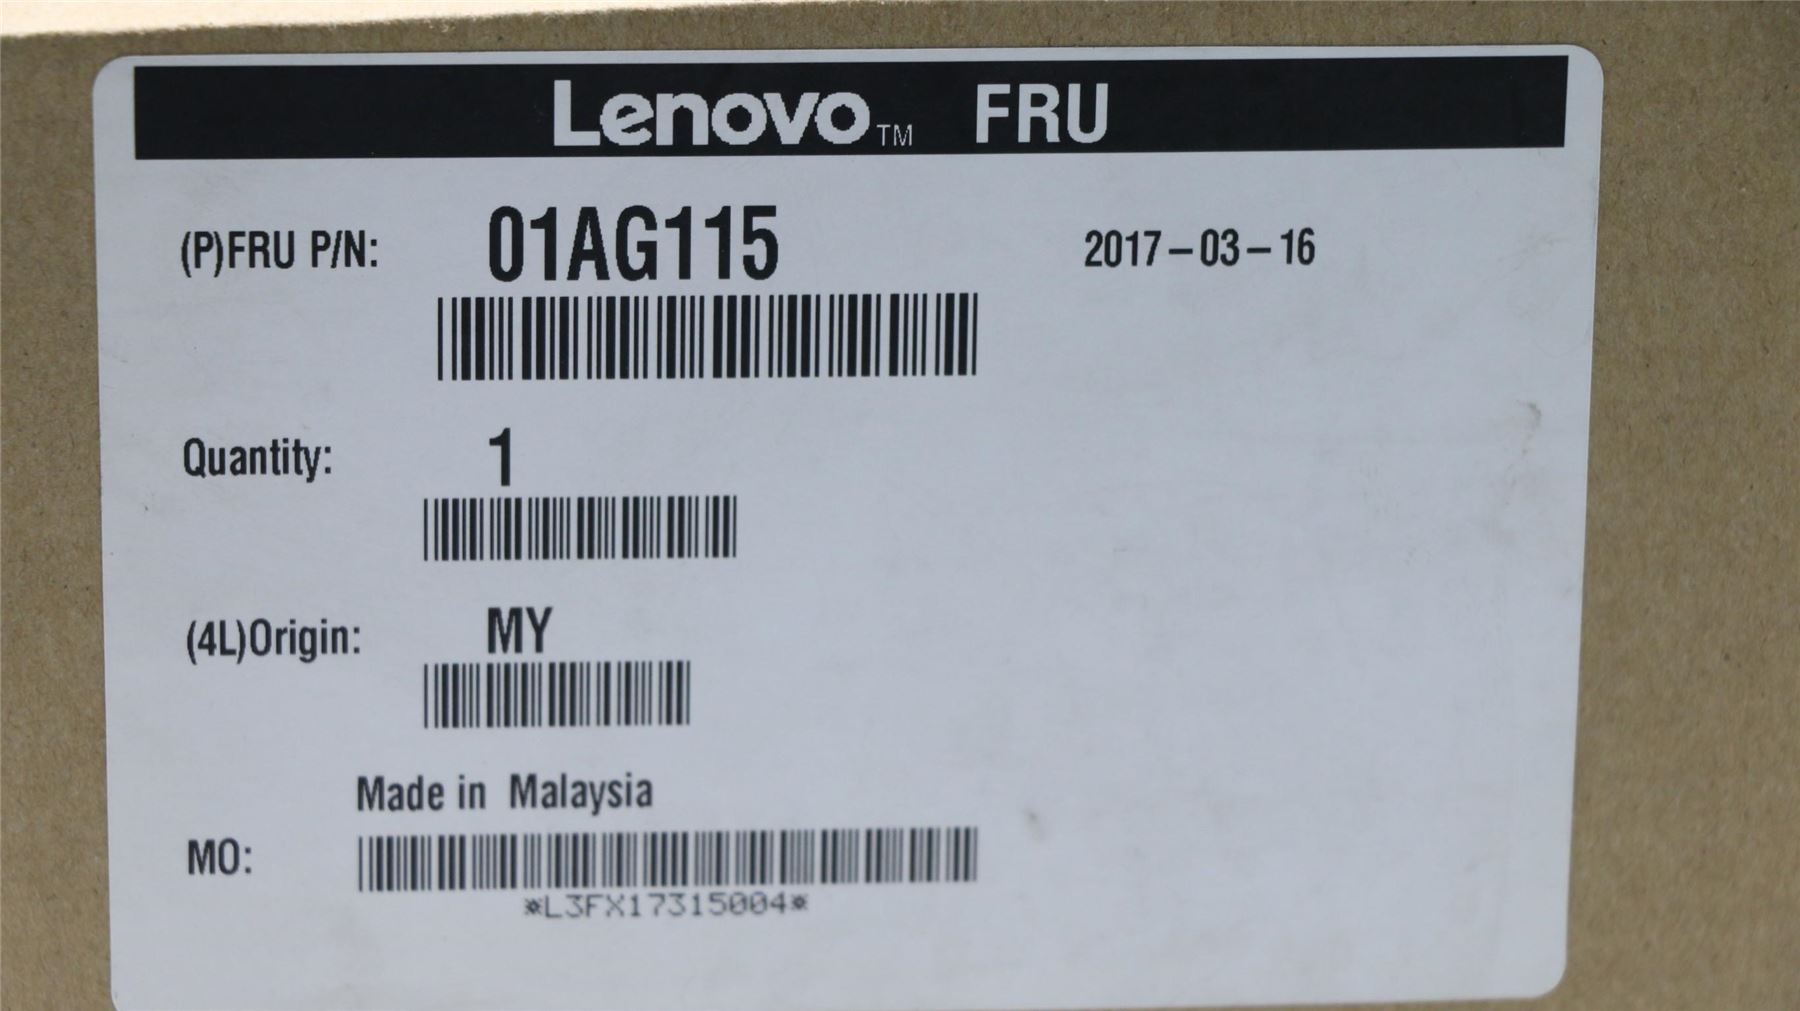 Lenovo™ FRU
(P)FRU P/N: 01AG115 2017-03-16
Quantity: 1
(4L)Origin: MY
Made in Malaysia
MO:
*L3FX17315004*